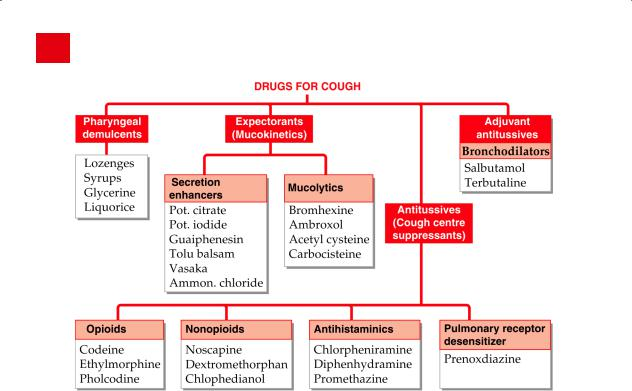 DRUGS FOR COUGH
Pharyngeal
demulcents
Lozenges
Syrups
Glycerine
Liquorice
Expectorants
(Mucokinetics)
Secretion
enhancers
Pot. citrate
Pot. iodide
Guaiphenesin
Tolu balsam
Vasaka
Ammon. chloride
Mucolytics
Bromhexine
Ambroxol
Acetyl cysteine
Carbocisteine
Antitussives
(Cough centre
suppressants)
Adjuvant
antitussives
Bronchodilators
Salbutamol
Terbutaline
Opioids
Codeine
Ethylmorphine
Pholcodine
Nonopioids
Noscapine
Dextromethorphan
Chlophedianol
Antihistaminics
Chlorpheniramine
Diphenhydramine
Promethazine
Pulmonary receptor
desensitizer
Prenoxdiazine